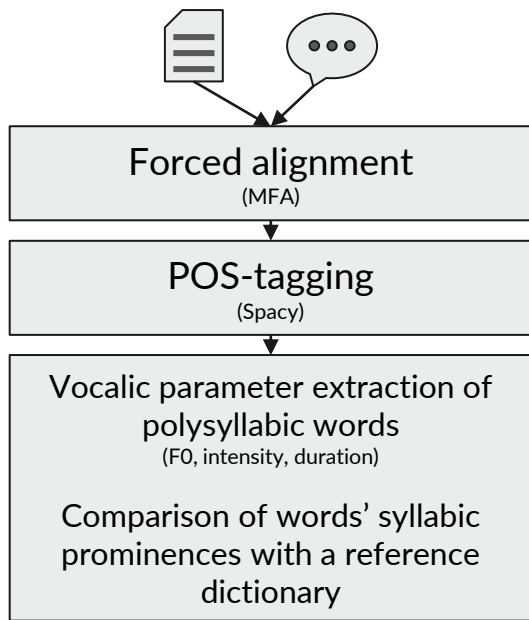 Forced alignment
(MFA)
POS-tagging
(Spacy)
Vocalic parameter extraction of
polysyllabic words
(F0, intensity, duration)
Comparison of words’ syllabic
prominences with a reference
dictionary